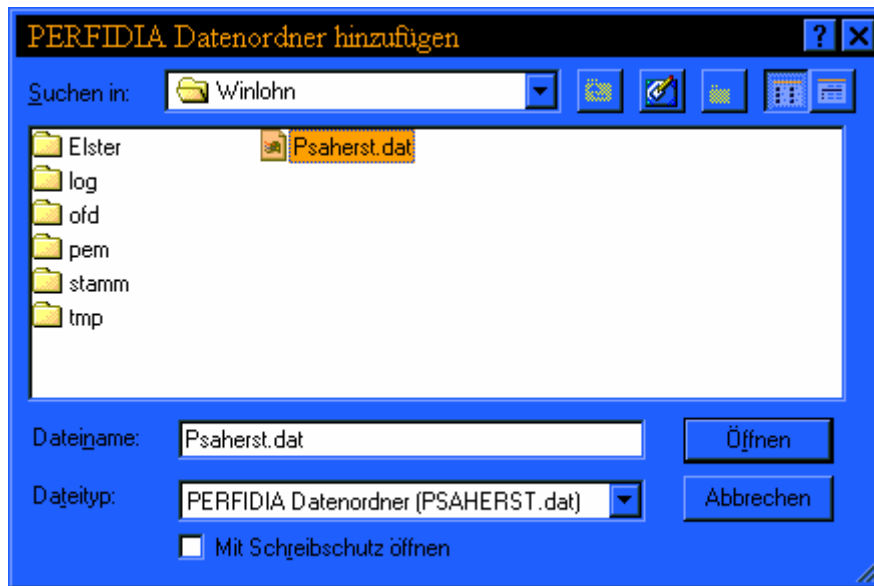 PERFIDIA Datenordner hinzufügen
Suchen in: Winlohn
Elster Psaherst.dat
log
ofd
pem
stamm
tmp
Dateiname: Psaherst.dat Öffnen
Dateityp: PERFIDIA Datenordner (PSAHERST.dat) Abbrechen
Mit Schreibschutz öffnen